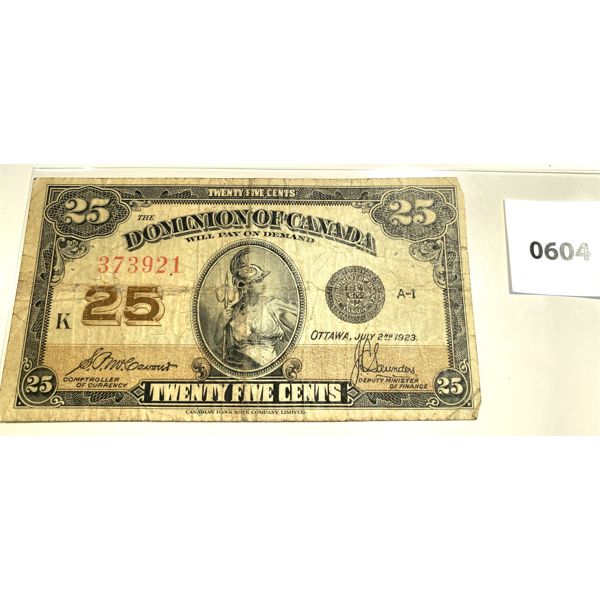 25 TWENTY FIVE CENTS 25
THE
DOMINION OF CANADA
WILL PAY ON DEMAND
373921
25
K
A-1
OTTAWA, JULY 2ND 1923.
COMPTROLLER
OF CURRENCY
Saunders
DEPUTY MINISTER
OF FINANCE
25 TWENTY FIVE CENTS 25
CANADIAN BANK NOTE COMPANY, LIMITED.
0604